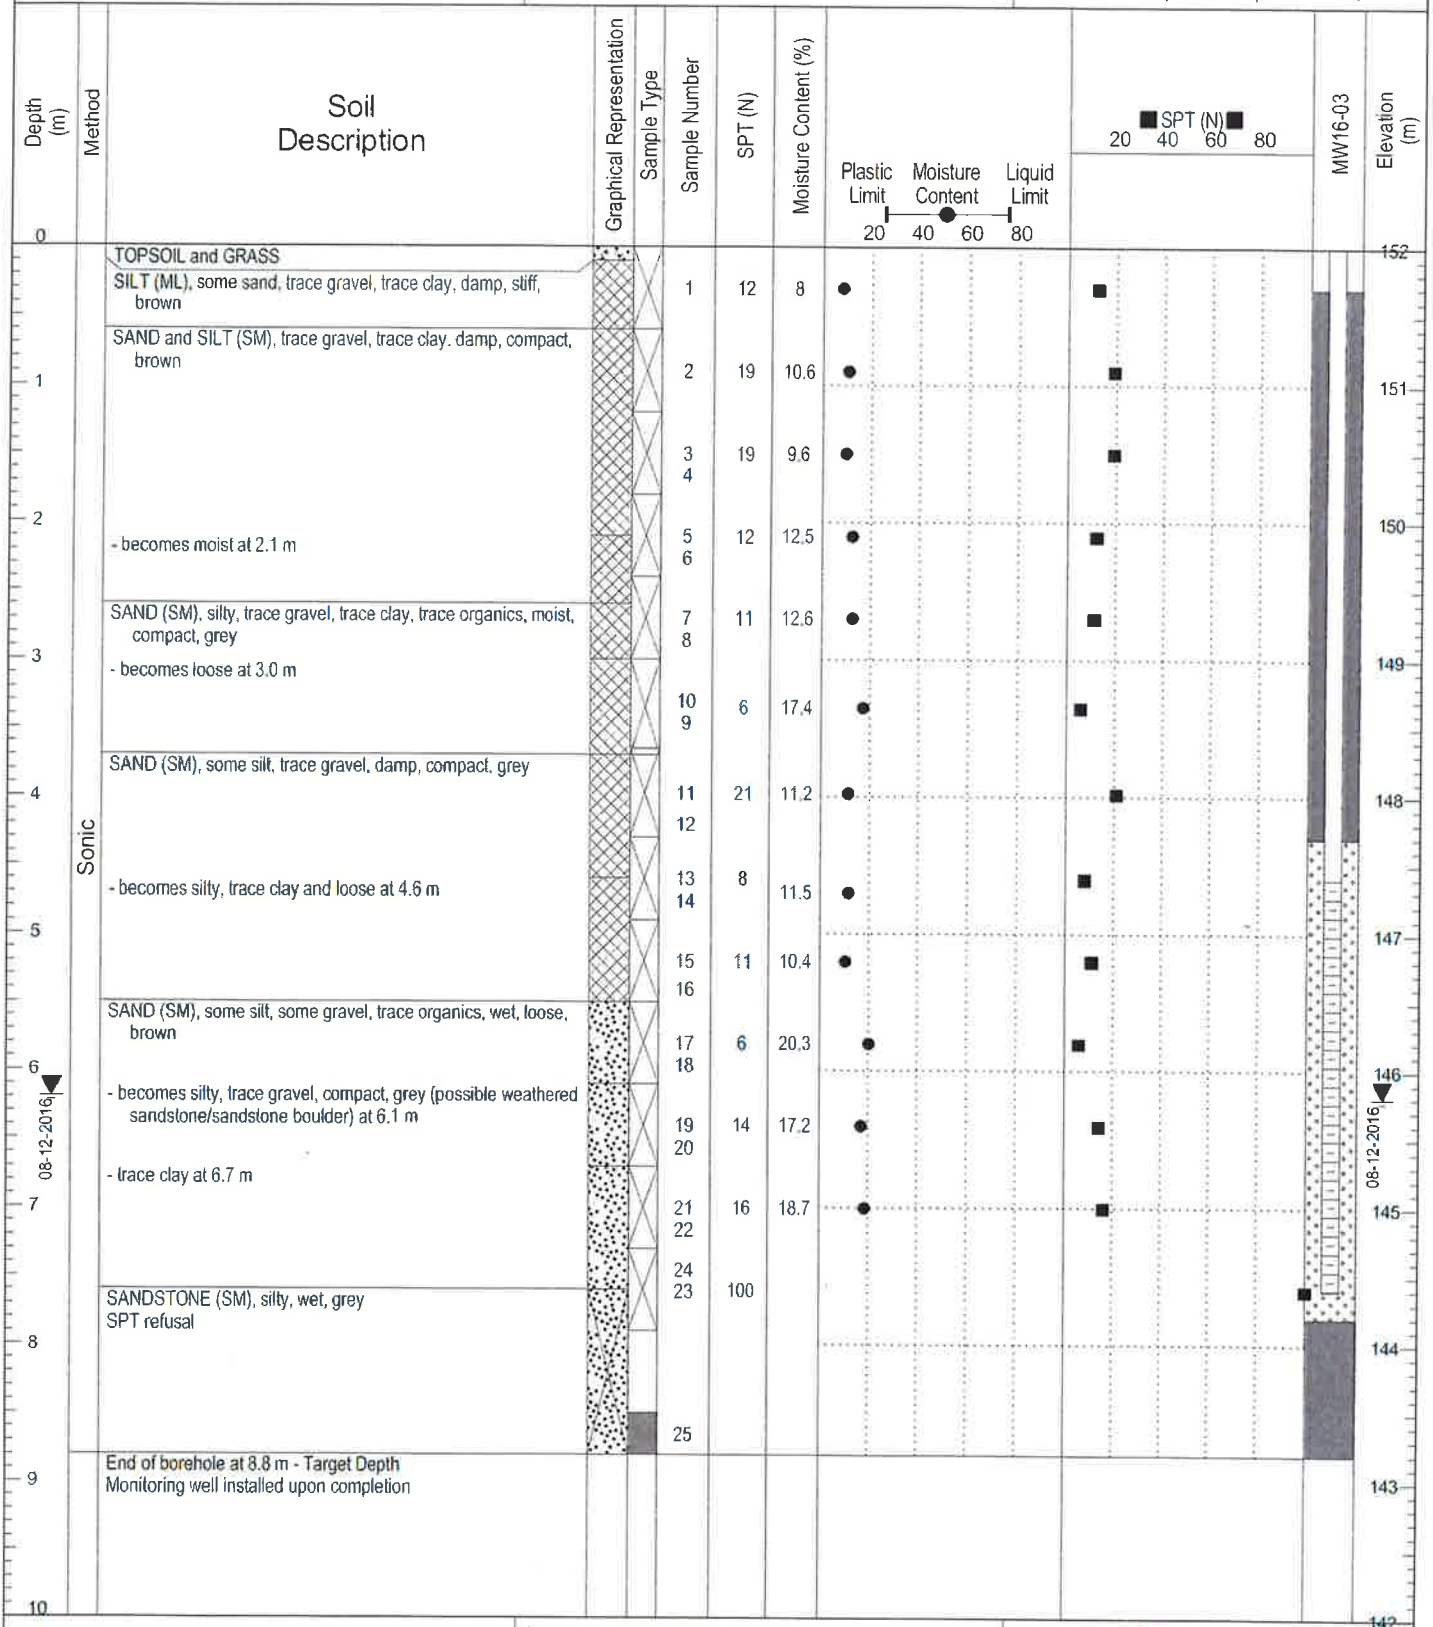 Depth
(m)
Method
Soil
Description
Graphical Representation
Sample Type
Sample Number
SPT (N)
Moisture Content (%)
Plastic Limit
Moisture Content
Liquid Limit
20 40 60 80
SPT (N)
20 40 60 80
MW16-03
Elevation
(m)
0
152
TOPSOIL and GRASS
SILT (ML), some sand, trace gravel, trace clay, damp, stiff,
brown
1 12 8
SAND and SILT (SM), trace gravel, trace clay. damp, compact,
brown
2 19 10.6
1
151
3 19 9.6
4
2
150
5 12 12.5
- becomes moist at 2.1 m
6
SAND (SM), silty, trace gravel, trace clay, trace organics, moist,
compact, grey
7 11 12.6
8
3
149
- becomes loose at 3.0 m
10 6 17.4
9
SAND (SM), some silt, trace gravel, damp, compact, grey
4
11 21 11.2
148
12
Sonic
13 8
- becomes silty, trace clay and loose at 4.6 m
11.5
14
5
147
15 11 10.4
16
SAND (SM), some silt, some gravel, trace organics, wet, loose,
brown
17 6 20.3
18
6
146
08-12-2016
08-12-2016
- becomes silty, trace gravel, compact, grey (possible weathered
sandstone/sandstone boulder) at 6.1 m
19 14 17.2
20
- trace clay at 6.7 m
7
21 16 18.7
145
22
24
23 100
SANDSTONE (SM), silty, wet, grey
SPT refusal
8
144
25
End of borehole at 8.8 m - Target Depth
Monitoring well installed upon completion
9
143
10
142